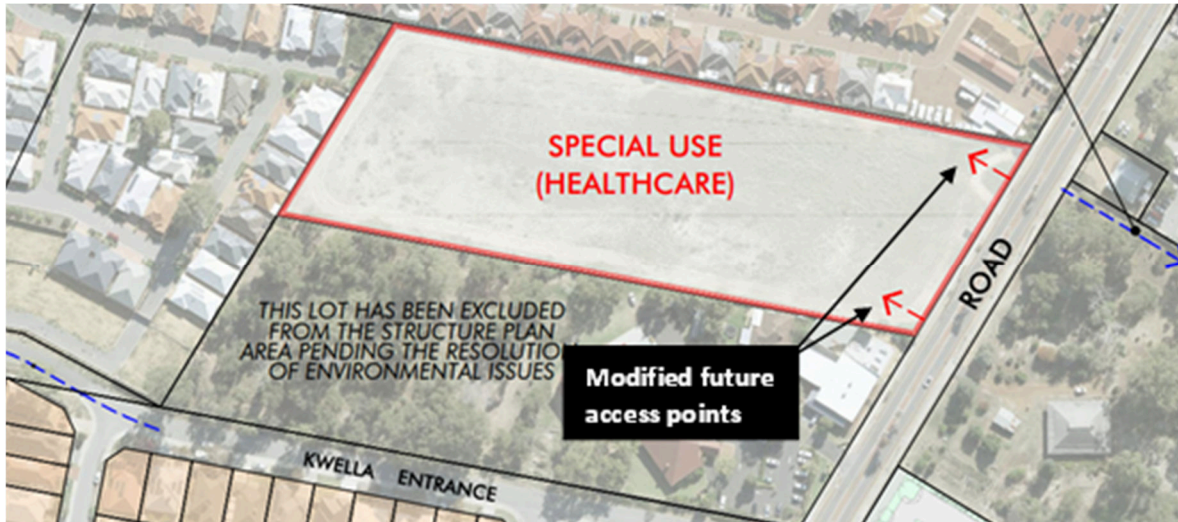 SPECIAL USE
(HEALTHCARE)
ROAD
THIS LOT HAS BEEN EXCLUDED
FROM THE STRUCTURE PLAN
AREA PENDING THE RESOLUTION
OF ENVIRONMENTAL ISSUES
Modified future
access points
KWELLA ENTRANCE